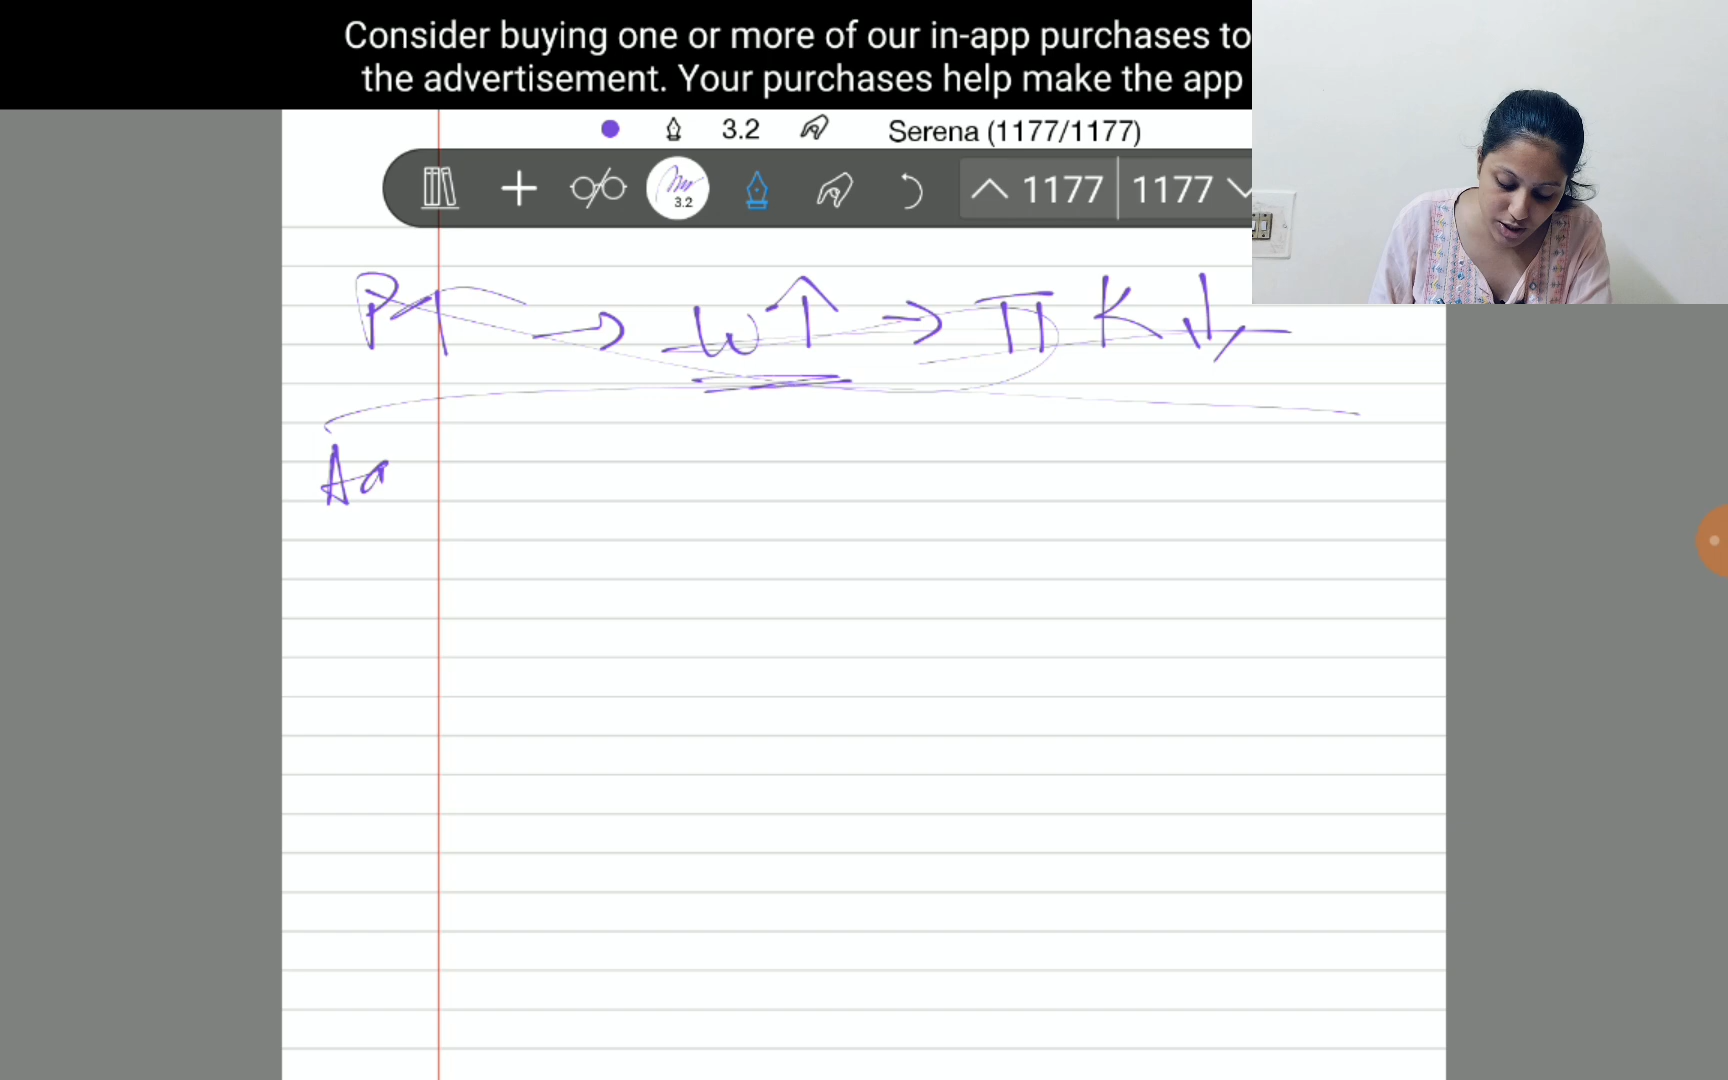 Consider buying one or more of our in-app purchases to
the advertisement. Your purchases help make the app
3.2 Serena (1177/1177)
3.2 1177 1177
P↑ → W↑ → π K ↓
Aa